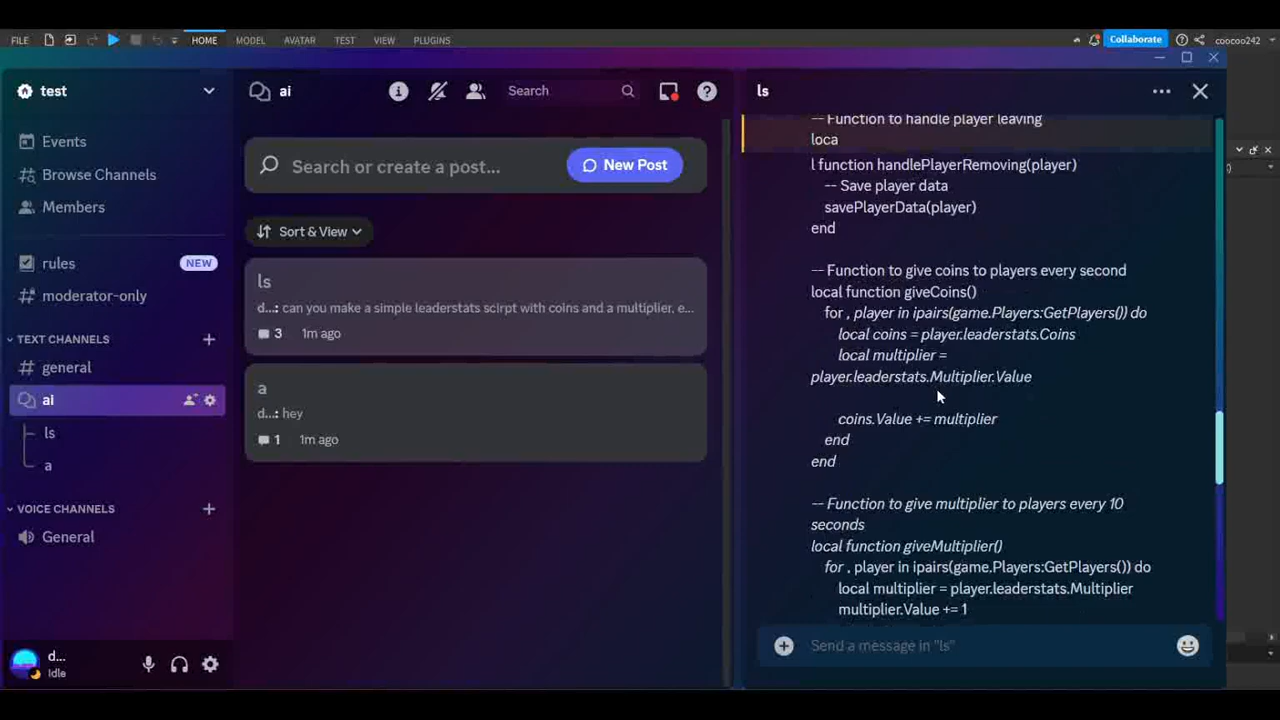 FILE
HOME
MODEL
AVATAR
TEST
VIEW
PLUGINS
Collaborate
coocoo242
test
Events
Browse Channels
Members
rules
NEW
moderator-only
TEXT CHANNELS
general
ai
ls
a
VOICE CHANNELS
General
d...
Idle
ai
Search
Search or create a post...
New Post
Sort & View
ls
d...: can you make a simple leaderstats scirpt with coins and a multiplier, e...
3 1m ago
a
d...: hey
1 1m ago
ls
-- Function to handle player leaving
loca
l function handlePlayerRemoving(player)
-- Save player data
savePlayerData(player)
end
-- Function to give coins to players every second
local function giveCoins()
for , player in ipairs(game.Players:GetPlayers()) do
local coins = player.leaderstats.Coins
local multiplier =
player.leaderstats.Multiplier.Value
coins.Value += multiplier
end
end
-- Function to give multiplier to players every 10
seconds
local function giveMultiplier()
for , player in ipairs(game.Players:GetPlayers()) do
local multiplier = player.leaderstats.Multiplier
multiplier.Value += 1
Send a message in "ls"